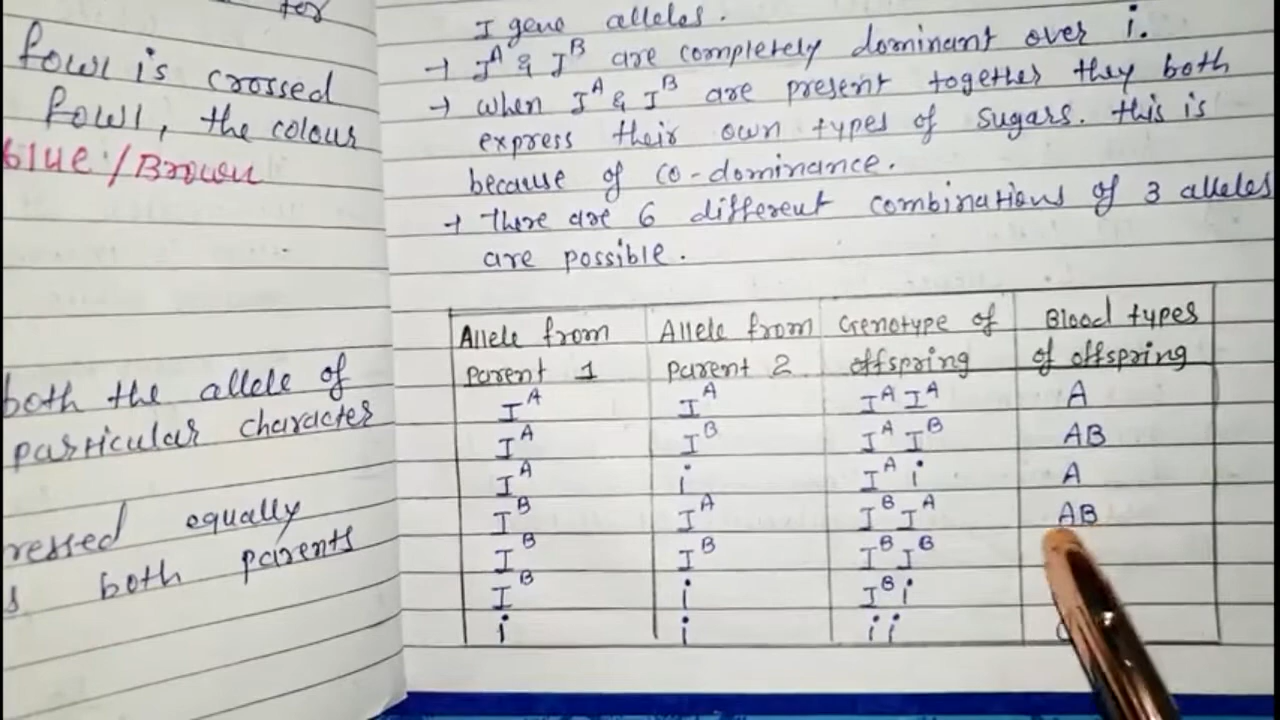 for
fowl is crossed
fowl, the colour
blue/Brown
both the allele of
particular character
ressed equally
both parents
I gene alleles.
→ I^A & I^B are completely dominant over i.
→ when I^A & I^B are present together they both
express their own types of sugars. this is
because of co-dominance.
→ There are 6 different combinations of 3 alleles
are possible.
Allele from parent 1 | Allele from parent 2 | Genotype of offspring | Blood types of offspring
I^A | I^A | I^A I^A | A
I^A | I^B | I^A I^B | AB
I^A | i | I^A i | A
I^B | I^A | I^B I^A | AB
I^B | I^B | I^B I^B
I^B | i | I^B i
i | i | i i